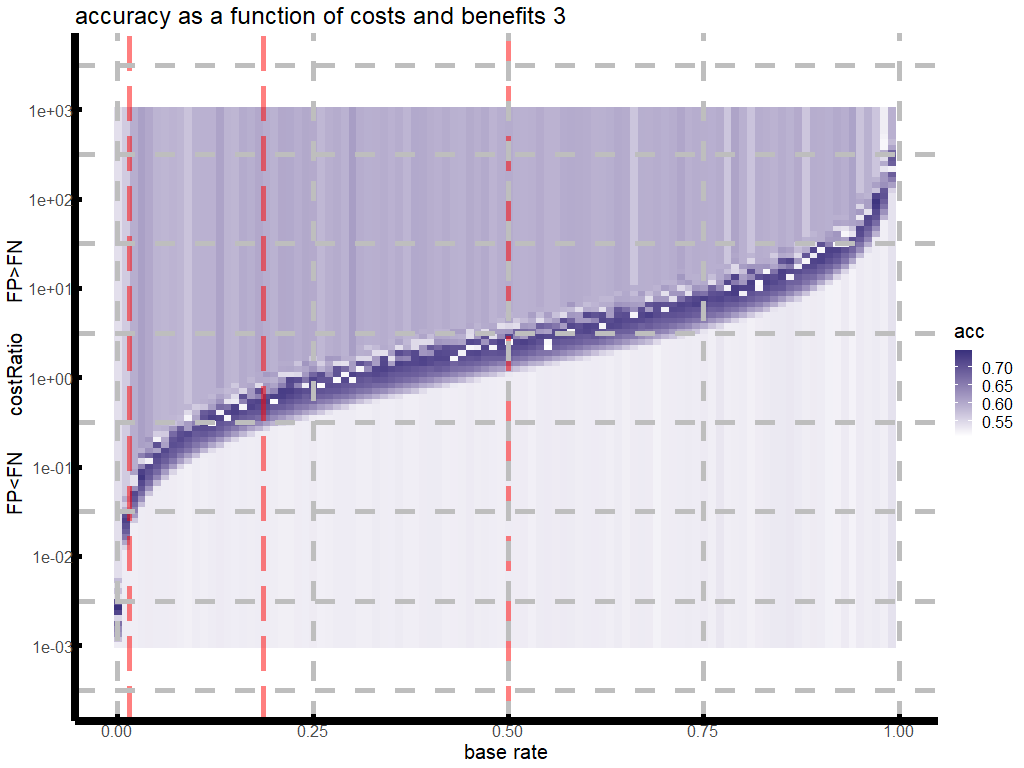 accuracy as a function of costs and benefits 3
1e+03
1e+02
1e+01
1e+00
1e-01
1e-02
1e-03
FP<FN costRatio FP>FN
0.00 0.25 0.50 0.75 1.00
base rate
acc
0.70
0.65
0.60
0.55